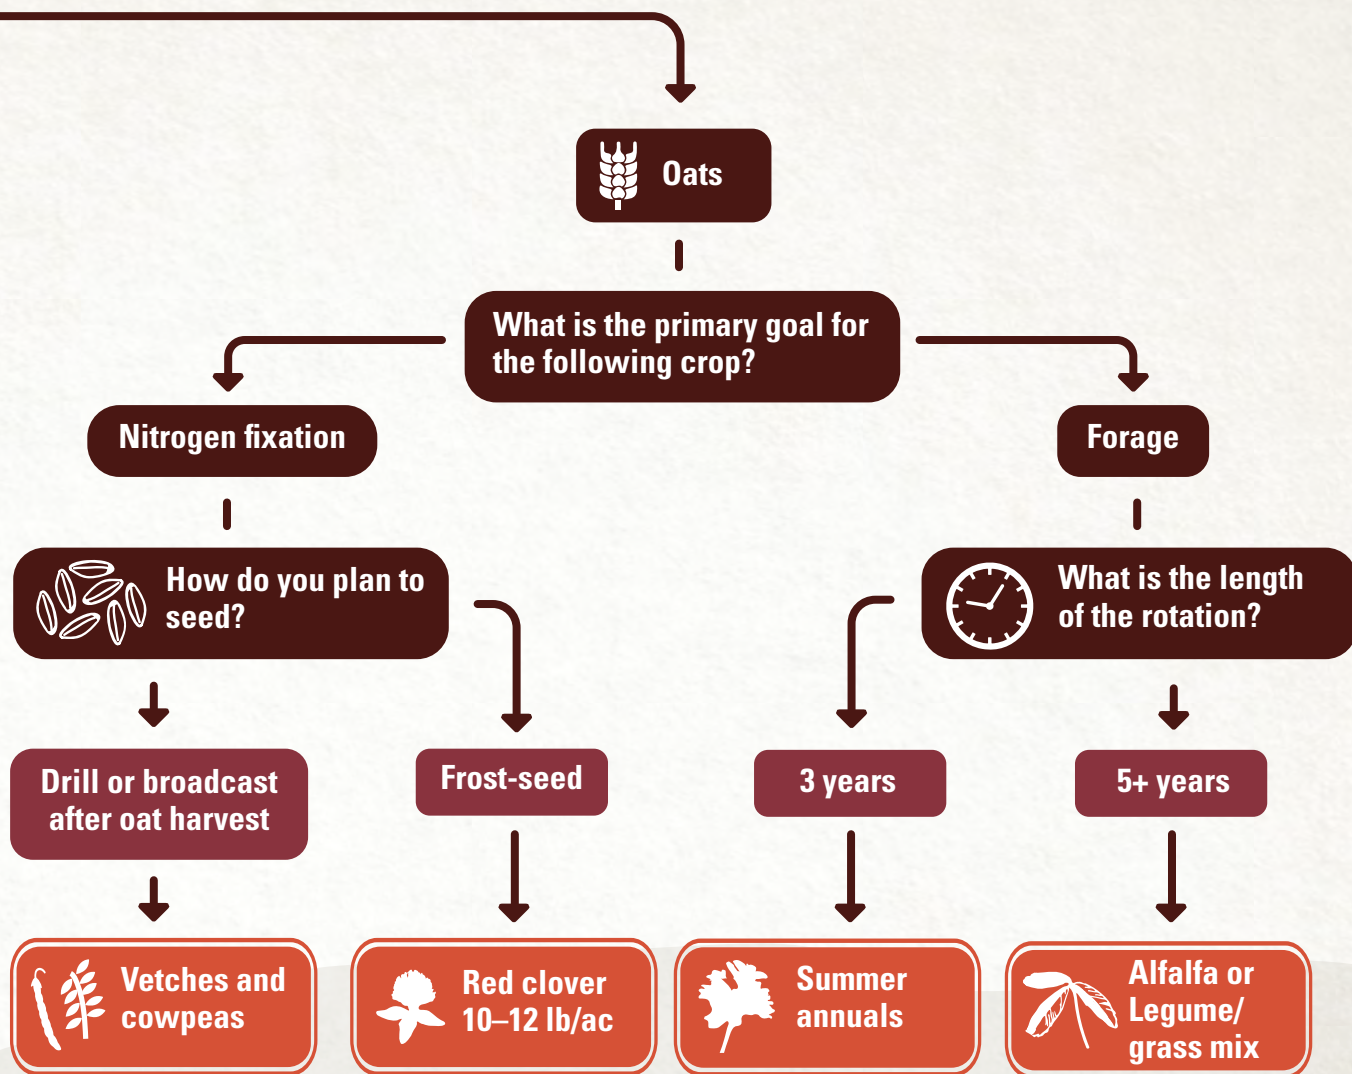 Oats
What is the primary goal for
the following crop?
Nitrogen fixation
Forage
How do you plan to
seed?
What is the length
of the rotation?
Drill or broadcast
after oat harvest
Frost-seed
3 years
5+ years
Vetches and
cowpeas
Red clover
10–12 lb/ac
Summer
annuals
Alfalfa or
Legume/
grass mix